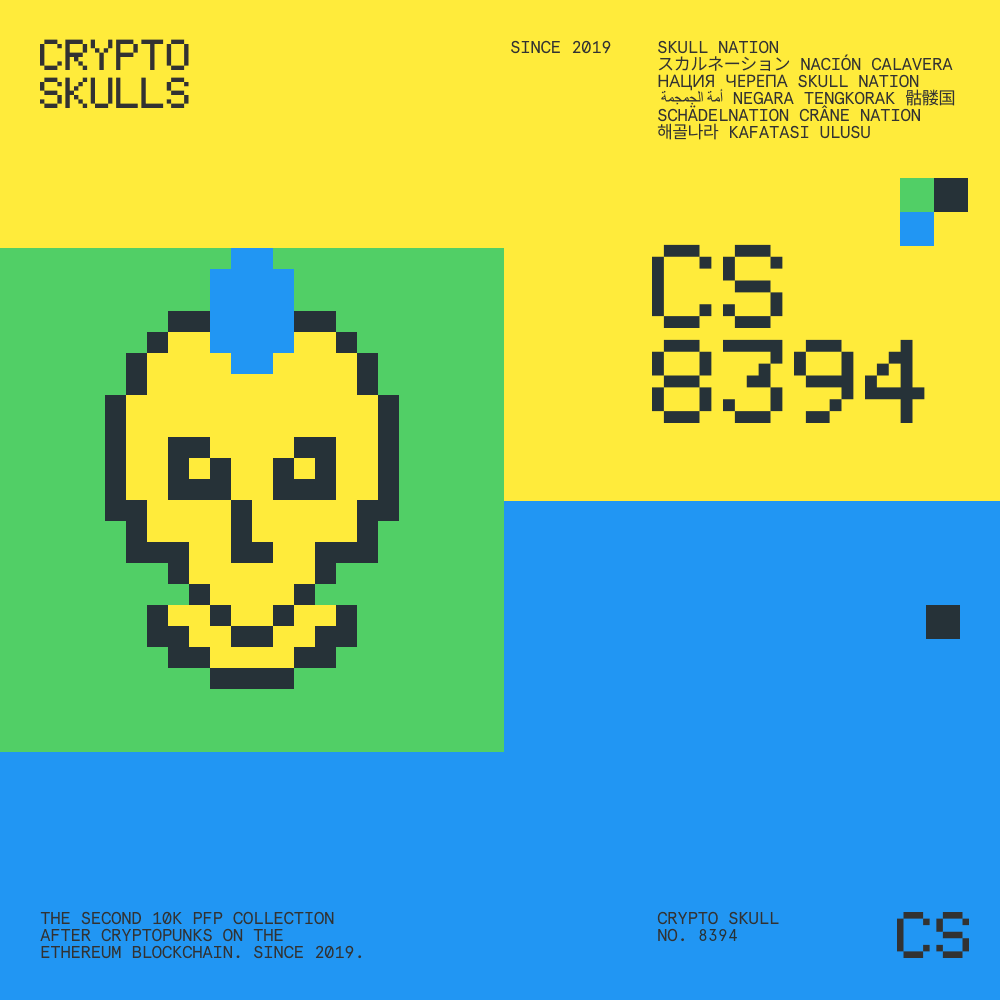 CRYPTO
SKULLS
SINCE 2019
SKULL NATION
スカルネーション NACIÓN CALAVERA
НАЦИЯ ЧЕРЕПА SKULL NATION
أمة الجمجمة NEGARA TENGKORAK 骷髅国
SCHÄDELNATION CRÂNE NATION
해골나라 KAFATASI ULUSU
CS
8394
THE SECOND 10K PFP COLLECTION
AFTER CRYPTOPUNKS ON THE
ETHEREUM BLOCKCHAIN. SINCE 2019.
CRYPTO SKULL
NO. 8394
CS